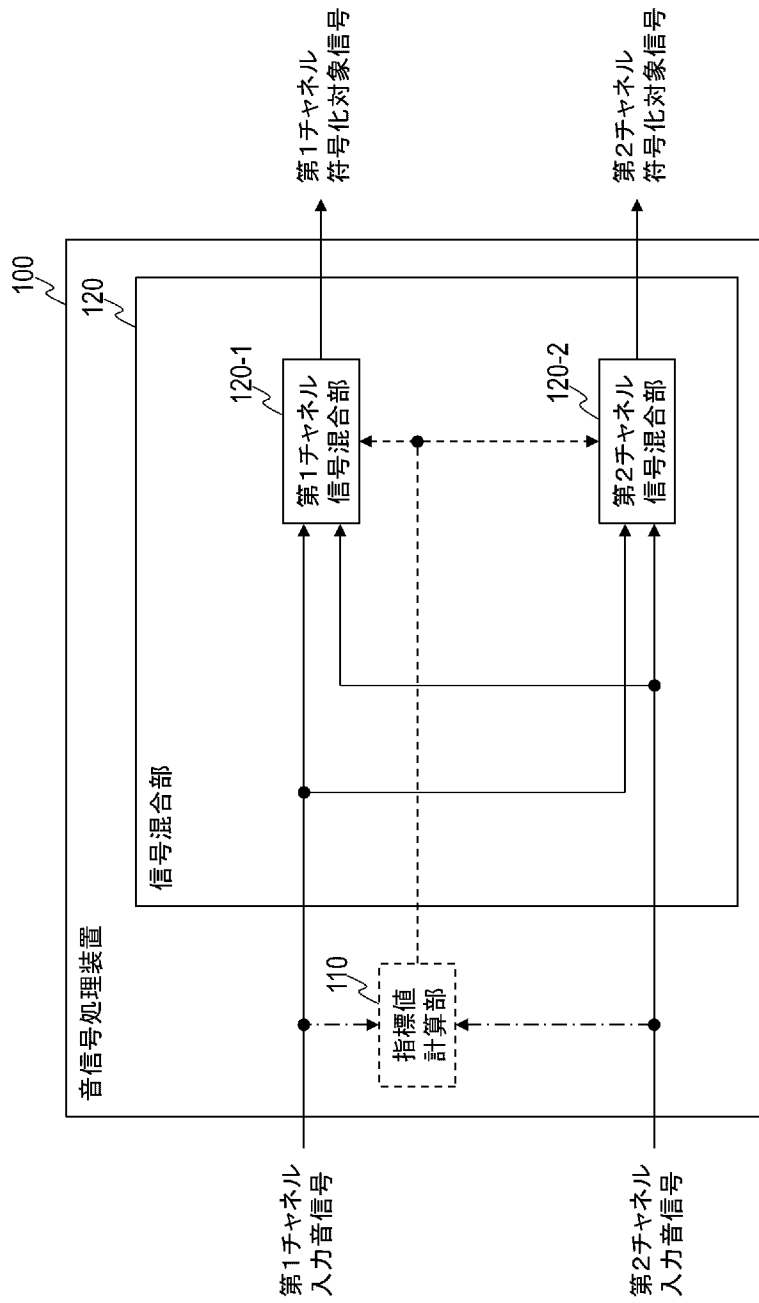 100
音信号処理装置
120
信号混合部
110
指標値
計算部
120-1
第1チャネル
信号混合部
120-2
第2チャネル
信号混合部
第1チャネル
入力音信号
第2チャネル
入力音信号
第1チャネル
符号化対象信号
第2チャネル
符号化対象信号